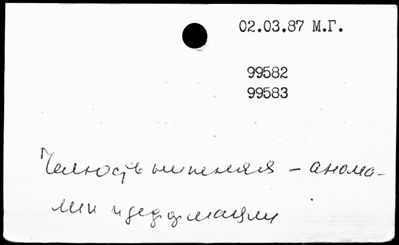 02.03.87 М.Г.
99582
99583
Челюсть нижняя – анома-
лии и деформации